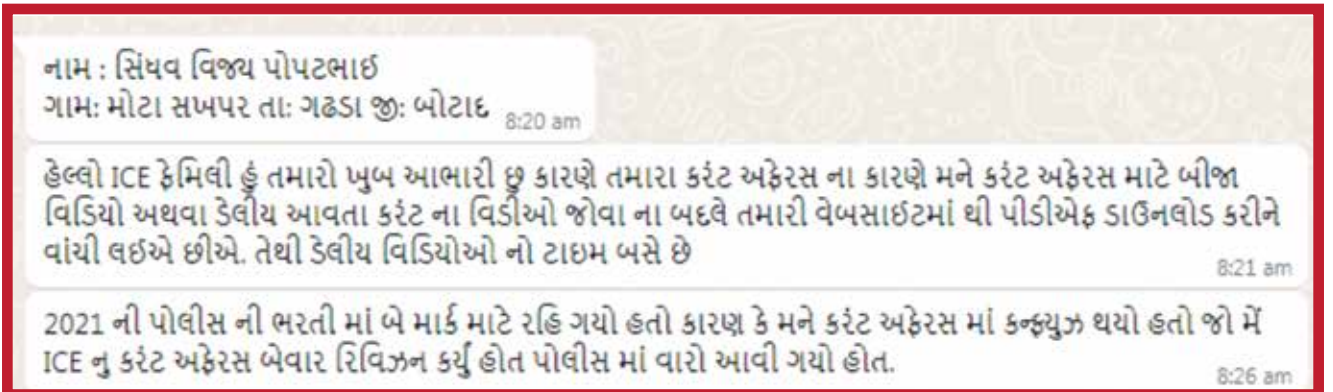 નામ : સિંધવ વિજ્ય પોપટભાઈ
ગામ: મોટા સખપર તા: ગઢડા જી: બોટાદ 8:20 am
હેલ્લો ICE ફેમિલી હું તમારો ખુબ આભારી છુ કારણે તમારા કરંટ અફેરસ ના કારણે મને કરંટ અફેરસ માટે બીજા
વિડિયો અથવા ડેલીય આવતા કરંટ ના વિડીઓ જોવા ના બદલે તમારી વેબસાઈટમાં થી પીડીએફ ડાઉનલોડ કરીને
વાંચી લઈએ છીએ. તેથી ડેલીય વિડિયોઓ નો ટાઇમ બસે છે
8:21 am
2021 ની પોલીસ ની ભરતી માં બે માર્ક માટે રહિ ગયો હતો કારણ કે મને કરંટ અફેરસ માં કન્ફ્યુઝ થયો હતો જો મેં
ICE નુ કરંટ અફેરસ બેવાર રિવિઝન કર્યું હોત પોલીસ માં વારો આવી ગયો હોત.
8:26 am